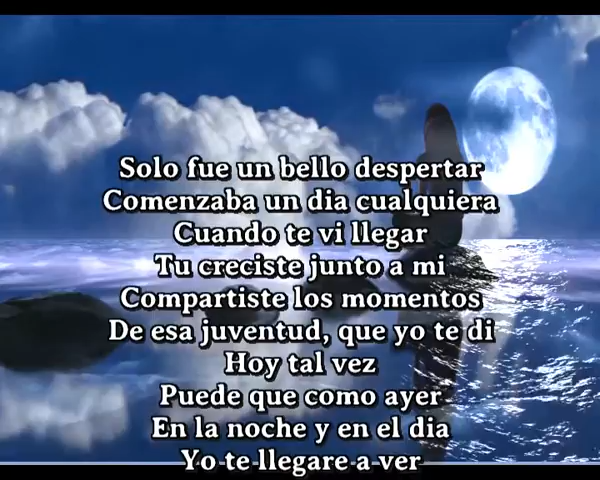 Solo fue un bello despertar
Comenzaba un dia cualquiera
Cuando te vi llegar
Tu creciste junto a mi
Compartiste los momentos
De esa juventud, que yo te di
Hoy tal vez
Puede que como ayer
En la noche y en el dia
Yo te llegare a ver